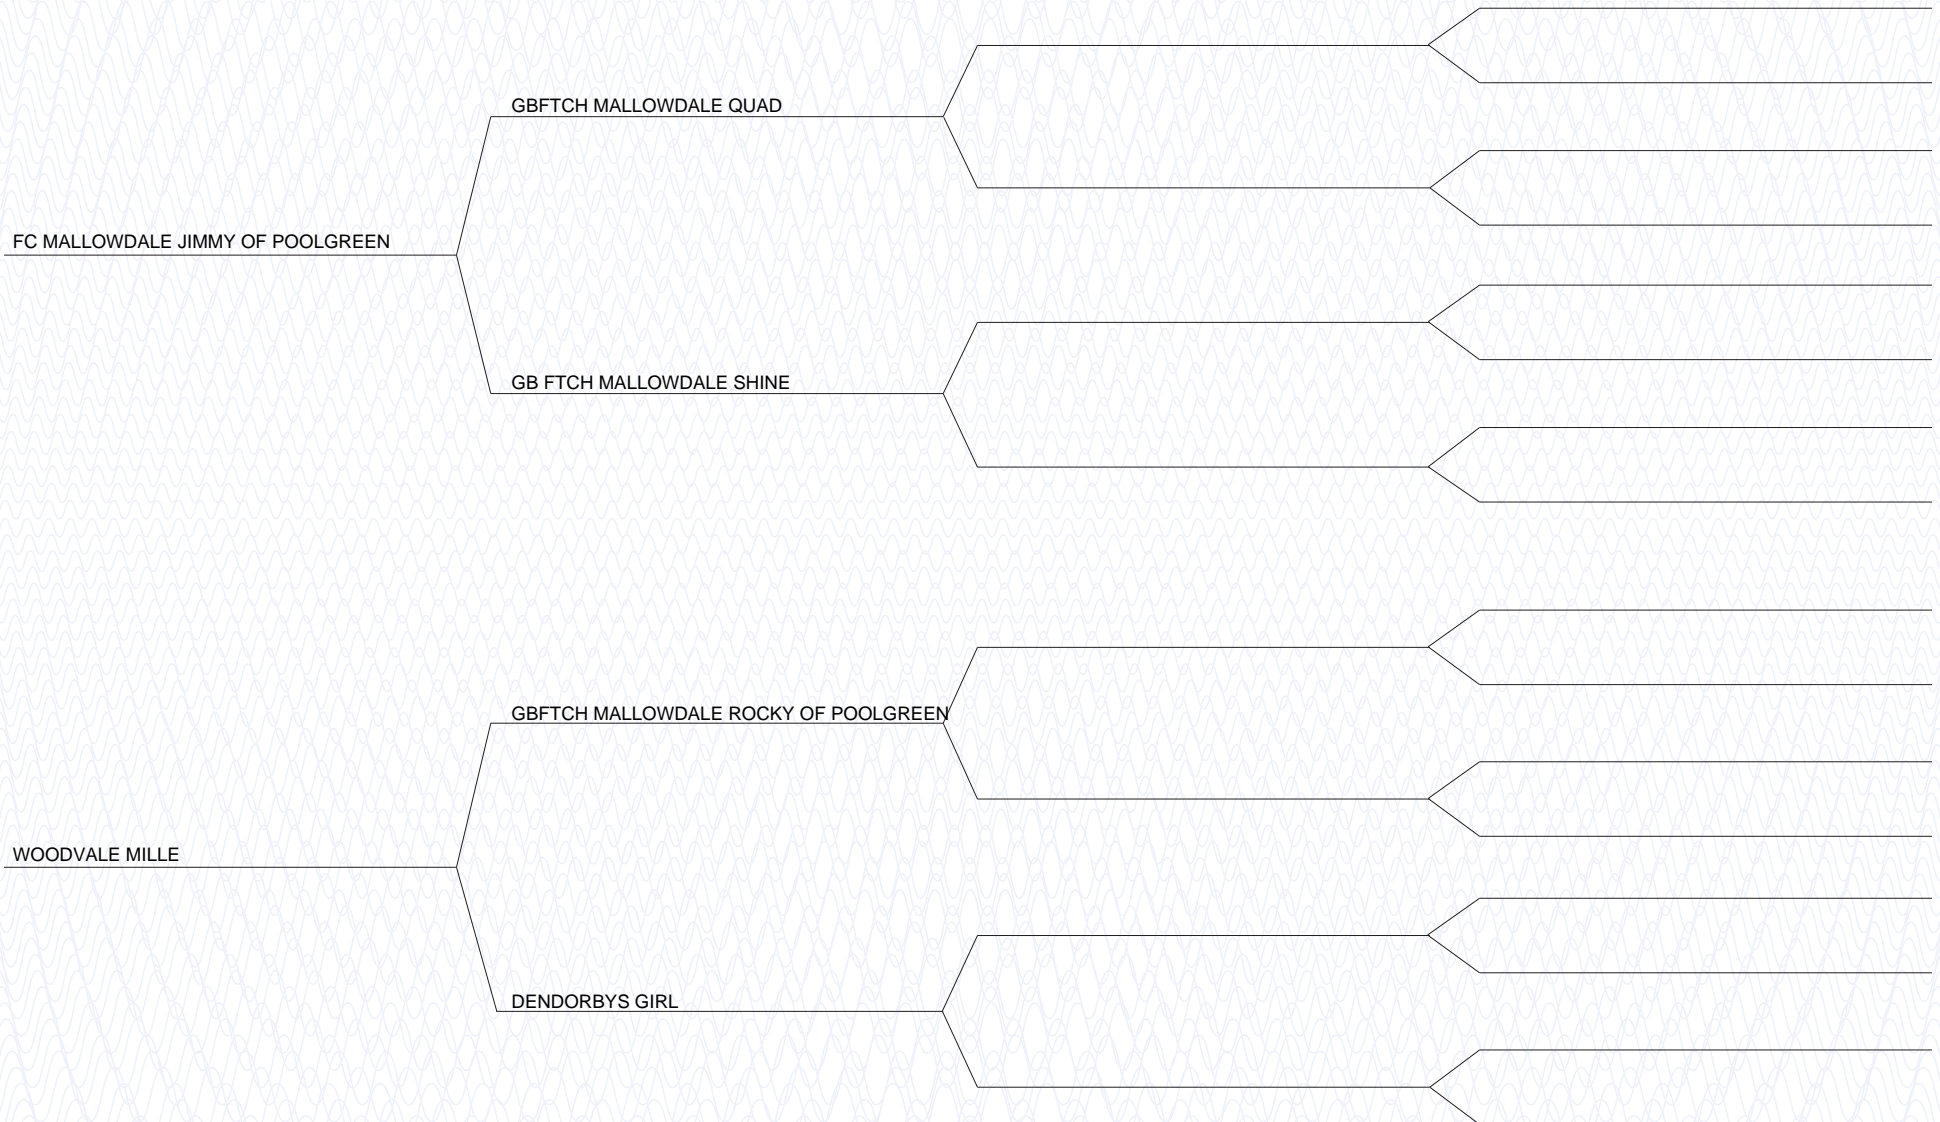 GBFTCH MALLOWDALE QUAD
FC MALLOWDALE JIMMY OF POOLGREEN
GB FTCH MALLOWDALE SHINE
GBFTCH MALLOWDALE ROCKY OF POOLGREEN
WOODVALE MILLE
DENDORBYS GIRL